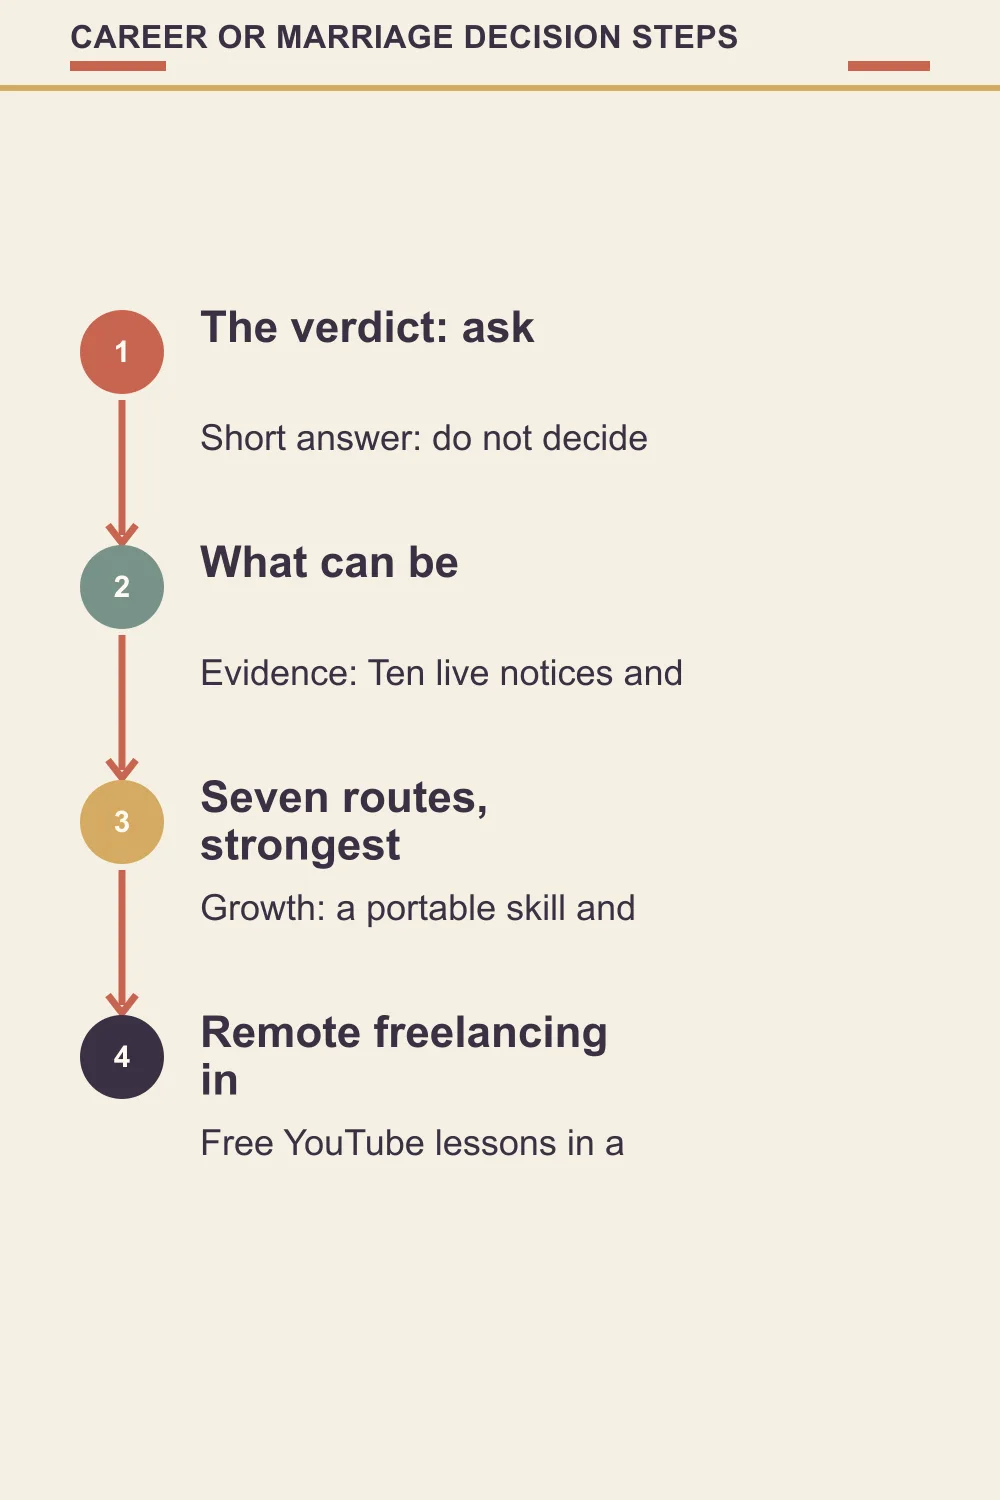 CAREER OR MARRIAGE DECISION STEPS
1
The verdict: ask
Short answer: do not decide
2
What can be
Evidence: Ten live notices and
3
Seven routes,
strongest
Growth: a portable skill and
4
Remote freelancing
in
Free YouTube lessons in a